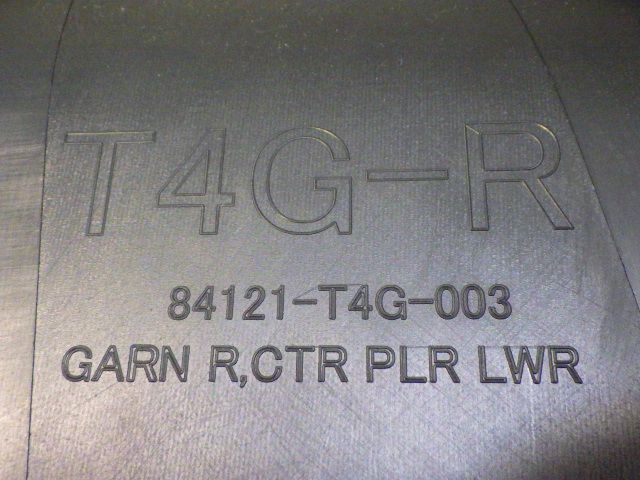 T4G-R
84121-T4G-003
GARN R,CTR PLR LWR